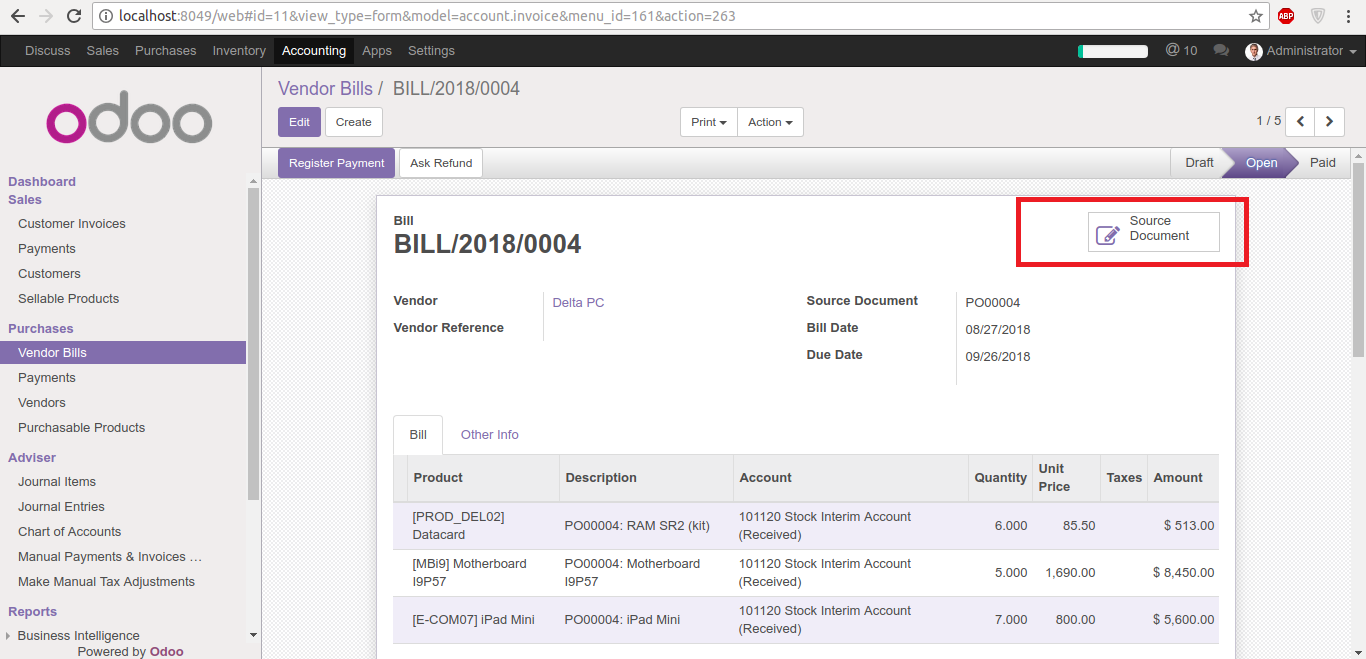 localhost:8049/web#id=11&view_type=form&model=account.invoice&menu_id=161&action=263
ABP
Discuss Sales Purchases Inventory Accounting Apps Settings @ 10 Administrator
odoo
Dashboard
Sales
Customer Invoices
Payments
Customers
Sellable Products
Purchases
Vendor Bills
Payments
Vendors
Purchasable Products
Adviser
Journal Items
Journal Entries
Chart of Accounts
Manual Payments & Invoices ...
Make Manual Tax Adjustments
Reports
Business Intelligence
Powered by Odoo
Vendor Bills / BILL/2018/0004
Edit Create Print Action 1 / 5
Register Payment Ask Refund Draft Open Paid
Bill
BILL/2018/0004
Source
Document
Vendor Delta PC
Vendor Reference
Source Document PO00004
Bill Date 08/27/2018
Due Date 09/26/2018
Bill Other Info
Product Description Account Quantity Unit Price Taxes Amount
[PROD_DEL02] Datacard PO00004: RAM SR2 (kit) 101120 Stock Interim Account (Received) 6.000 85.50 $ 513.00
[MBi9] Motherboard I9P57 PO00004: Motherboard I9P57 101120 Stock Interim Account (Received) 5.000 1,690.00 $ 8,450.00
[E-COM07] iPad Mini PO00004: iPad Mini 101120 Stock Interim Account (Received) 7.000 800.00 $ 5,600.00